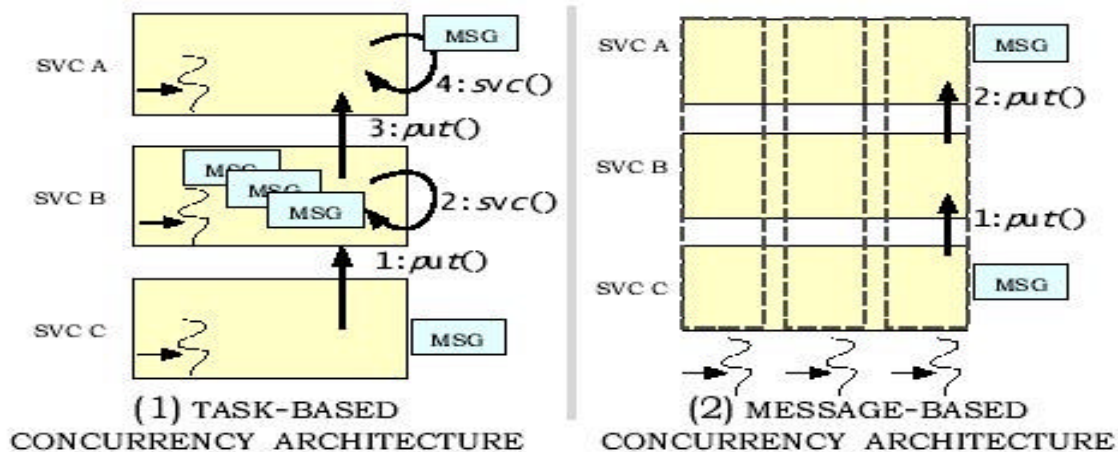 MSG
SVC A
4:svc()
3:put()
MSG
MSG
MSG
SVC B
2:svc()
1:put()
SVC C
MSG
(1) TASK-BASED
CONCURRENCY ARCHITECTURE
SVC A
MSG
2:put()
SVC B
1:put()
SVC C
MSG
(2) MESSAGE-BASED
CONCURRENCY ARCHITECTURE